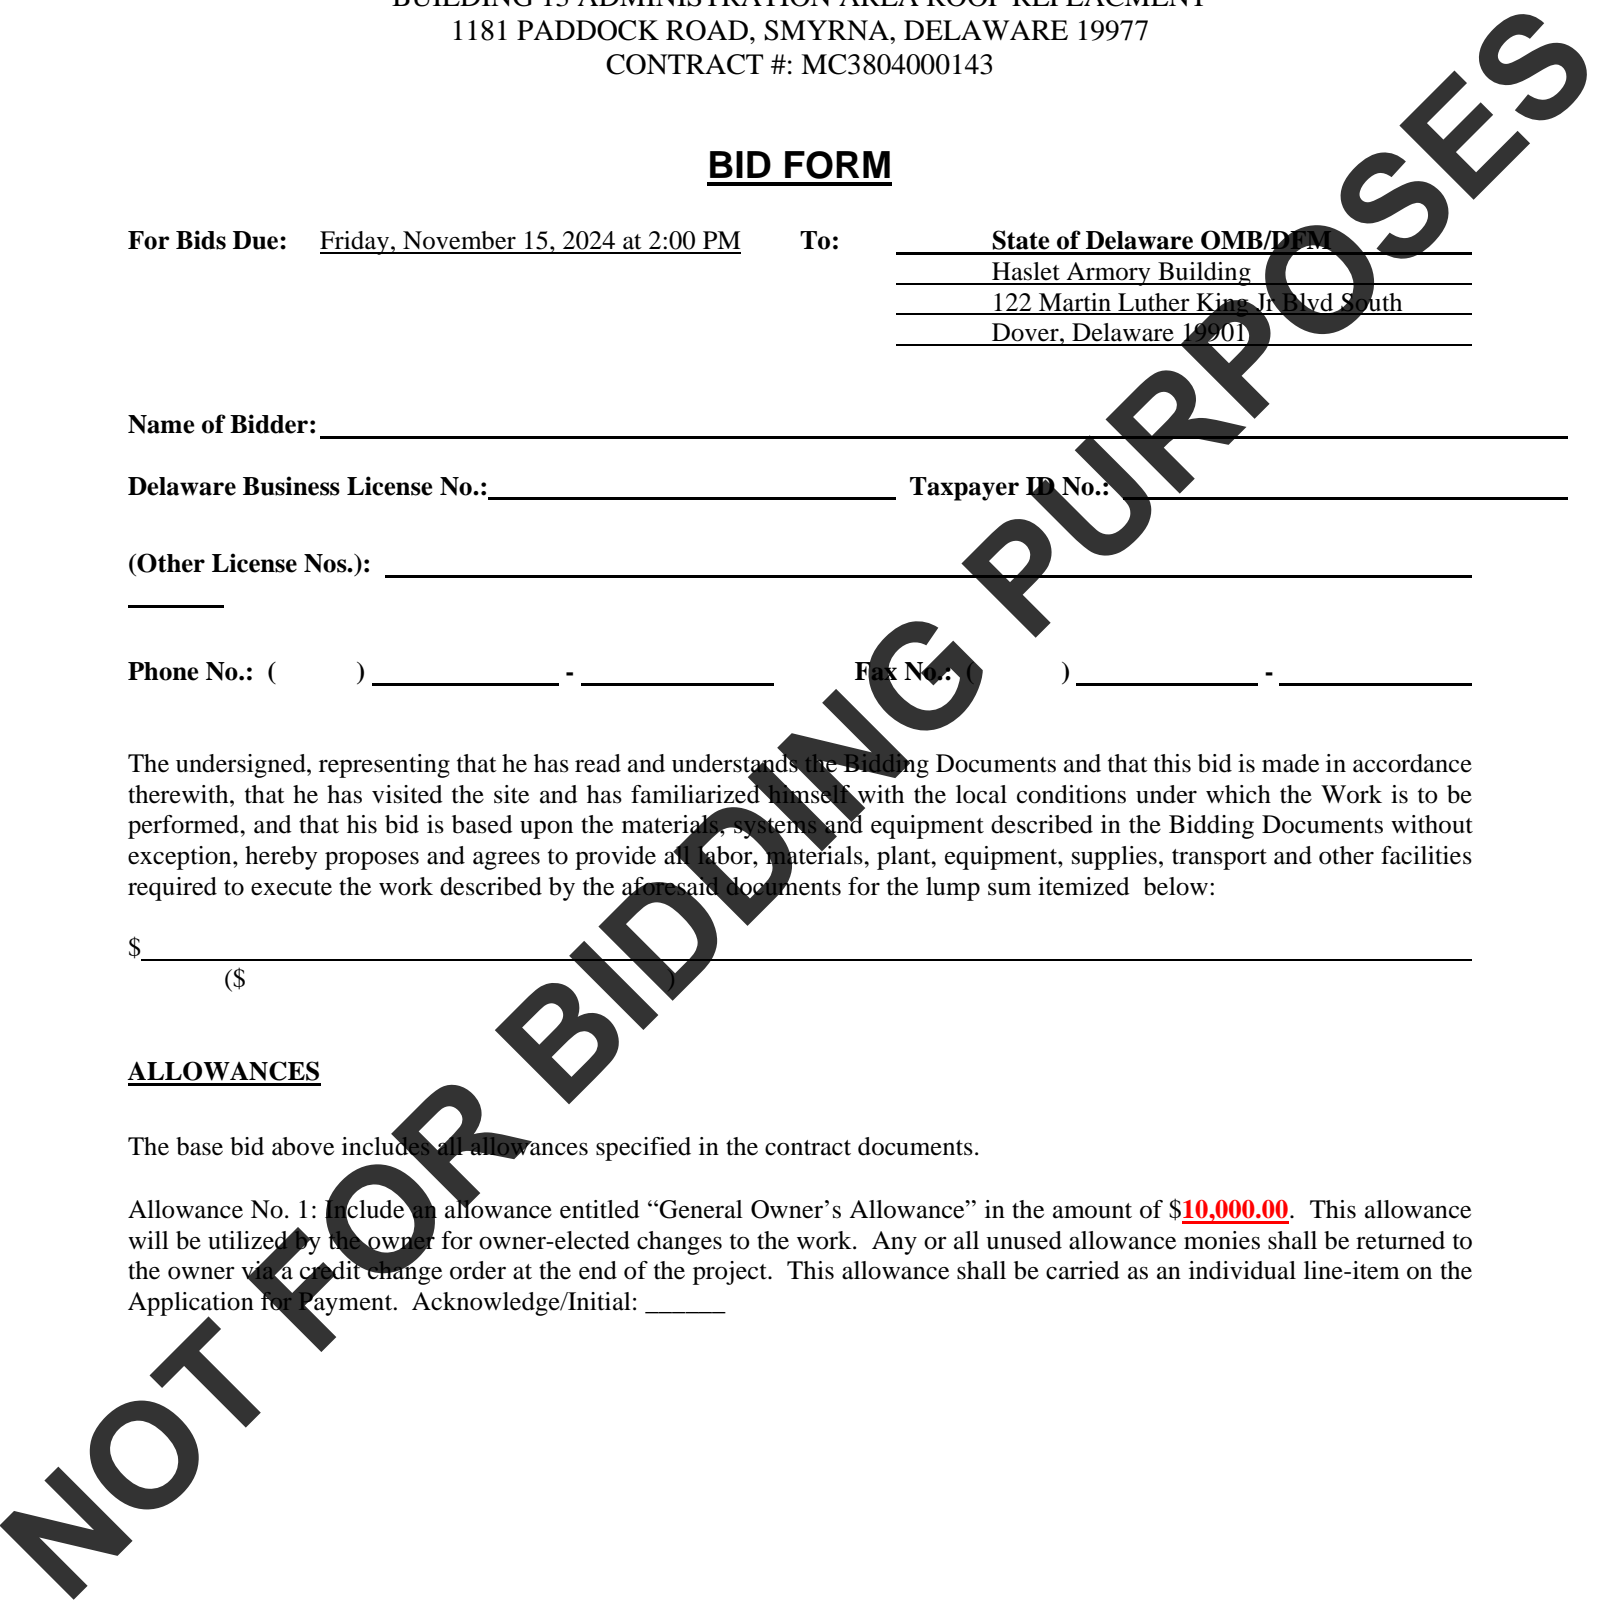 BUILDING 13 ADMINISTRATION AREA ROOF REPLACMENT
1181 PADDOCK ROAD, SMYRNA, DELAWARE 19977
CONTRACT #: MC3804000143
BID FORM
For Bids Due: Friday, November 15, 2024 at 2:00 PM To: State of Delaware OMB/DFM
Haslet Armory Building
122 Martin Luther King Jr Blvd South
Dover, Delaware 19901
Name of Bidder:
Delaware Business License No.: Taxpayer ID No.:
(Other License Nos.):
Phone No.: ( ) - Fax No.: ( ) -
The undersigned, representing that he has read and understands the Bidding Documents and that this bid is made in accordance
therewith, that he has visited the site and has familiarized himself with the local conditions under which the Work is to be
performed, and that his bid is based upon the materials, systems and equipment described in the Bidding Documents without
exception, hereby proposes and agrees to provide all labor, materials, plant, equipment, supplies, transport and other facilities
required to execute the work described by the aforesaid documents for the lump sum itemized below:
$
($ )
ALLOWANCES
The base bid above includes all allowances specified in the contract documents.
Allowance No. 1: Include an allowance entitled “General Owner’s Allowance” in the amount of $10,000.00. This allowance
will be utilized by the owner for owner-elected changes to the work. Any or all unused allowance monies shall be returned to
the owner via a credit change order at the end of the project. This allowance shall be carried as an individual line-item on the
Application for Payment. Acknowledge/Initial: ______
NOT FOR BIDDING PURPOSES